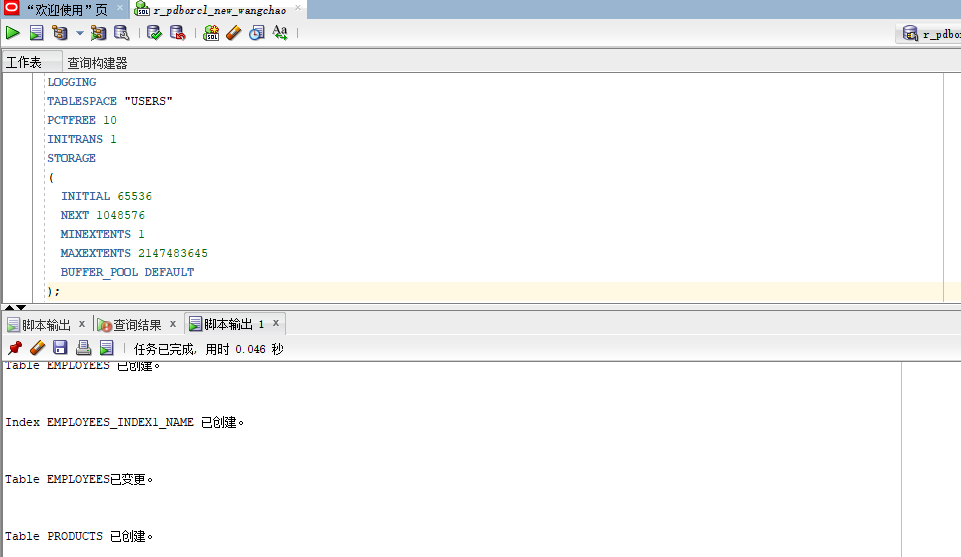 “欢迎使用”页
r_pdborcl_new_wangchao
SQL
SQL
Aa
r_pdbo
工作表
查询构建器
LOGGING
TABLESPACE "USERS"
PCTFREE 10
INITRANS 1
STORAGE
(
INITIAL 65536
NEXT 1048576
MINEXTENTS 1
MAXEXTENTS 2147483645
BUFFER_POOL DEFAULT
);
脚本输出 x
查询结果 x
脚本输出 1 x
任务已完成, 用时 0.046 秒
Table EMPLOYEES 已创建。
Index EMPLOYEES_INDEX1_NAME 已创建。
Table EMPLOYEES已变更。
Table PRODUCTS 已创建。